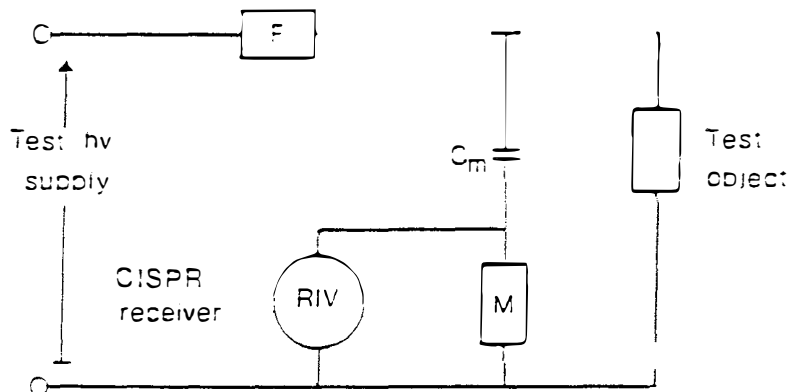 F
Test hv
supply
Cm
Test
object
CISPR
receiver
RIV
M